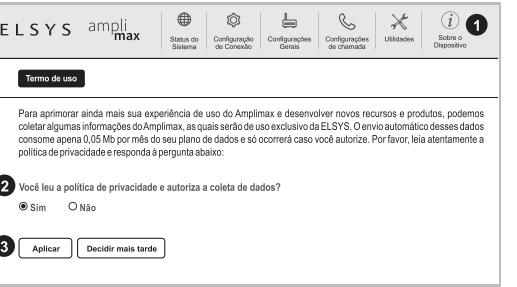 ELSYS amplimax
Status do Sistema
Configuração de Conexão
Configurações Gerais
Configurações de chamada
Utilidades
Sobre o Dispositivo
1
Termo de uso
Para aprimorar ainda mais sua experiência de uso do Amplimax e desenvolver novos recursos e produtos, podemos
coletar algumas informações do Amplimax, as quais serão de uso exclusivo da ELSYS. O envio automático desses dados
consome apena 0,05 Mb por mês do seu plano de dados e só ocorrerá caso você autorize. Por favor, leia atentamente a
política de privacidade e responda à pergunta abaixo:
2 Você leu a política de privacidade e autoriza a coleta de dados?
Sim Não
3 Aplicar Decidir mais tarde